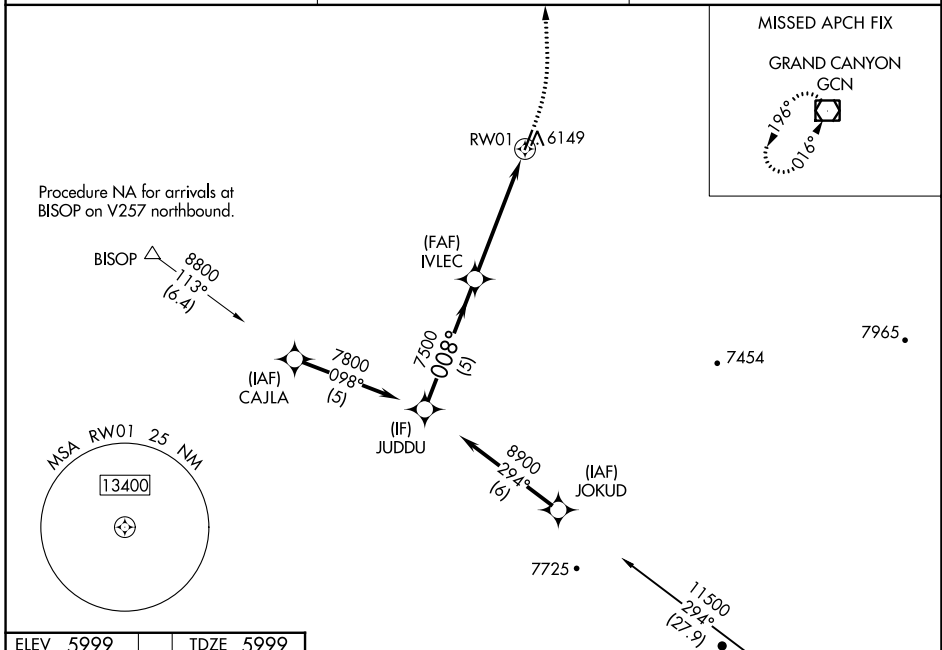 MISSED APCH FIX
GRAND CANYON
GCN
196°
016°
RW01
6149
Procedure NA for arrivals at
BISOP on V257 northbound.
BISOP
8800
113°
(6.4)
(FAF)
IVLEC
7500
008°
(5)
7965
7454
(IAF)
CAJLA
7800
098°
(5)
(IF)
JUDDU
8900
294°
(6)
(IAF)
JOKUD
MSA RW01 25 NM
13400
7725
11500
294°
(27.9)
ELEV 5999
TDZE 5999